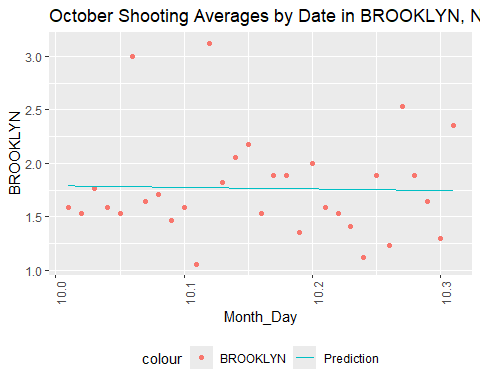 October Shooting Averages by Date in BROOKLYN, N
BROOKLYN
3.0
2.5
2.0
1.5
1.0
10.0
10.1
10.2
10.3
Month_Day
colour BROOKLYN Prediction